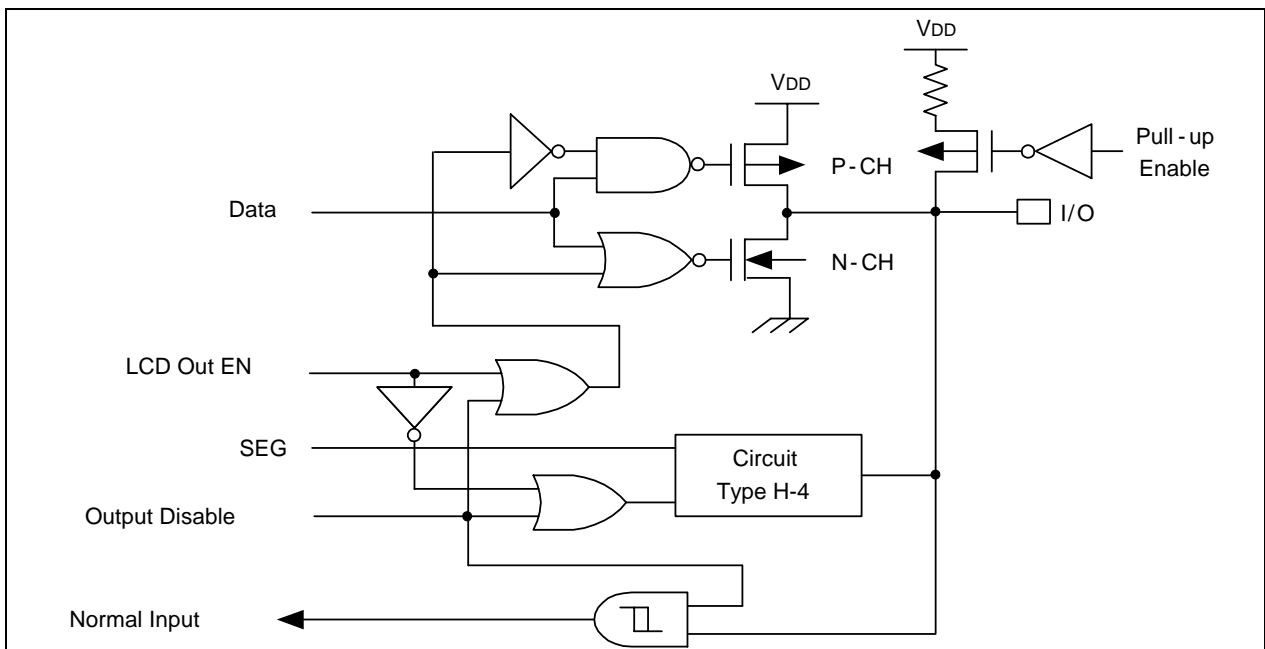 VDD
VDD
Pull-up
Enable
P-CH
Data
I/O
N-CH
LCD Out EN
SEG
Circuit
Type H-4
Output Disable
Normal Input